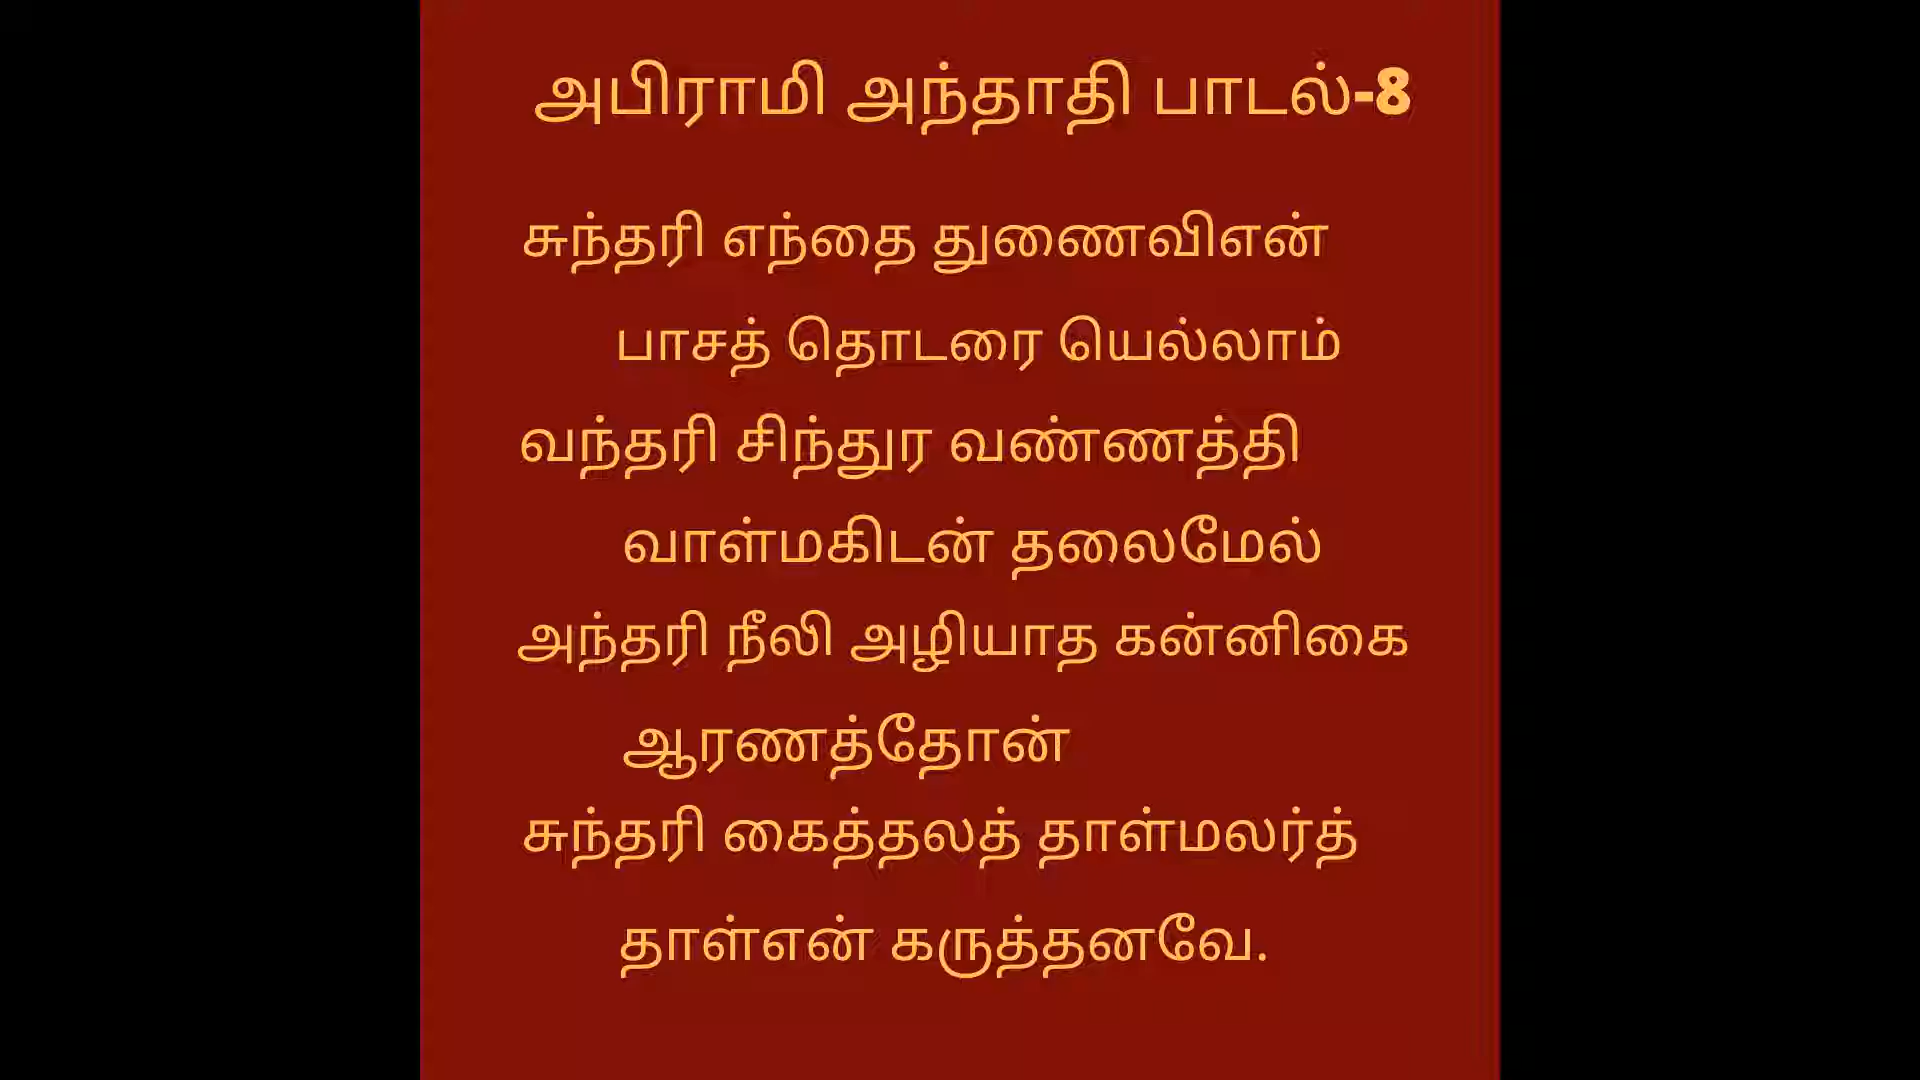 அபிராமி அந்தாதி பாடல்-8
சுந்தரி எந்தை துணைவிஎன்
பாசத் தொடரை யெல்லாம்
வந்தரி சிந்துர வண்ணத்தி
வாள்மகிடன் தலைமேல்
அந்தரி நீலி அழியாத கன்னிகை
ஆரணத்தோன்
சுந்தரி கைத்தலத் தாள்மலர்த்
தாள்என் கருத்தனவே.